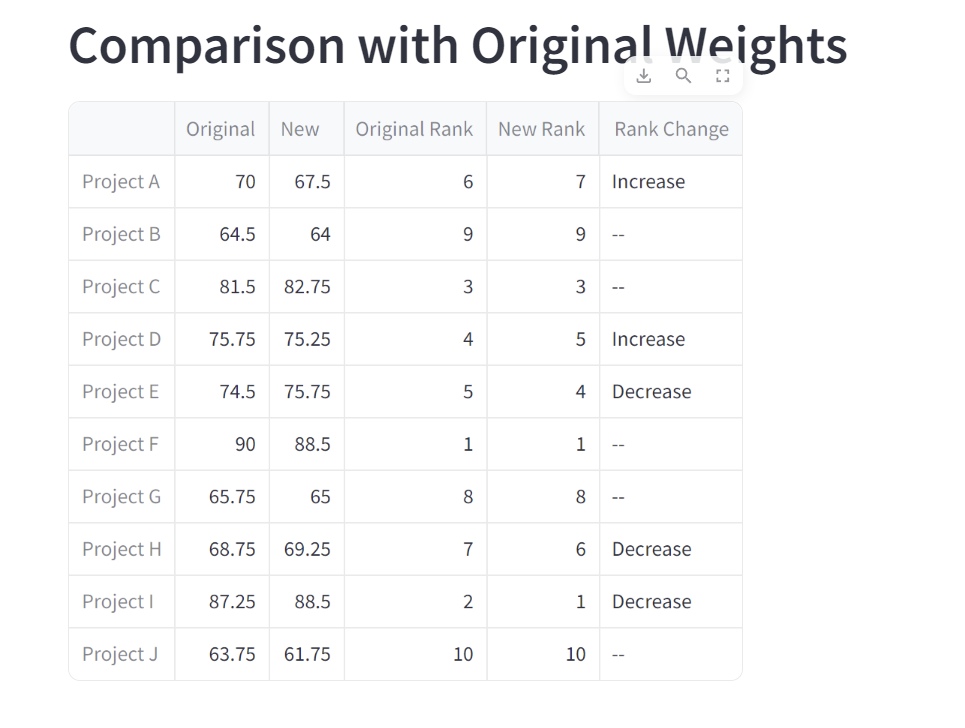 Comparison with Original Weights
Original New Original Rank New Rank Rank Change
Project A 70 67.5 6 7 Increase
Project B 64.5 64 9 9 --
Project C 81.5 82.75 3 3 --
Project D 75.75 75.25 4 5 Increase
Project E 74.5 75.75 5 4 Decrease
Project F 90 88.5 1 1 --
Project G 65.75 65 8 8 --
Project H 68.75 69.25 7 6 Decrease
Project I 87.25 88.5 2 1 Decrease
Project J 63.75 61.75 10 10 --